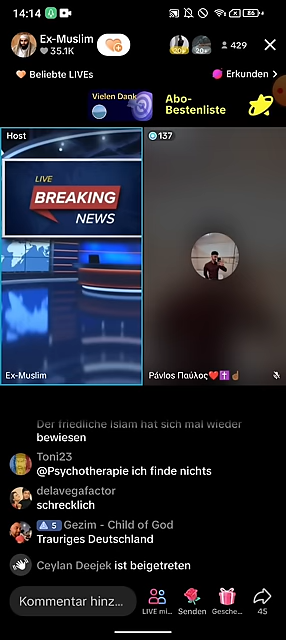 14:14
Ex-Muslim
35.1K
20+
429
Beliebte LIVEs
Erkunden >
Vielen Dank
Abo-
Bestenliste
Host
137
LIVE
BREAKING
NEWS
Ex-Muslim
Pávlos Παύλος❤️✝️☝🏾
Der friedliche Islam hat sich mal wieder
bewiesen
Toni23
@Psychotherapie ich finde nichts
delavegafactor
schrecklich
5 Gezim - Child of God
Trauriges Deutschland
Ceylan Deejek ist beigetreten
Kommentar hinz...
LIVE mi...
Senden
Gesche...
45